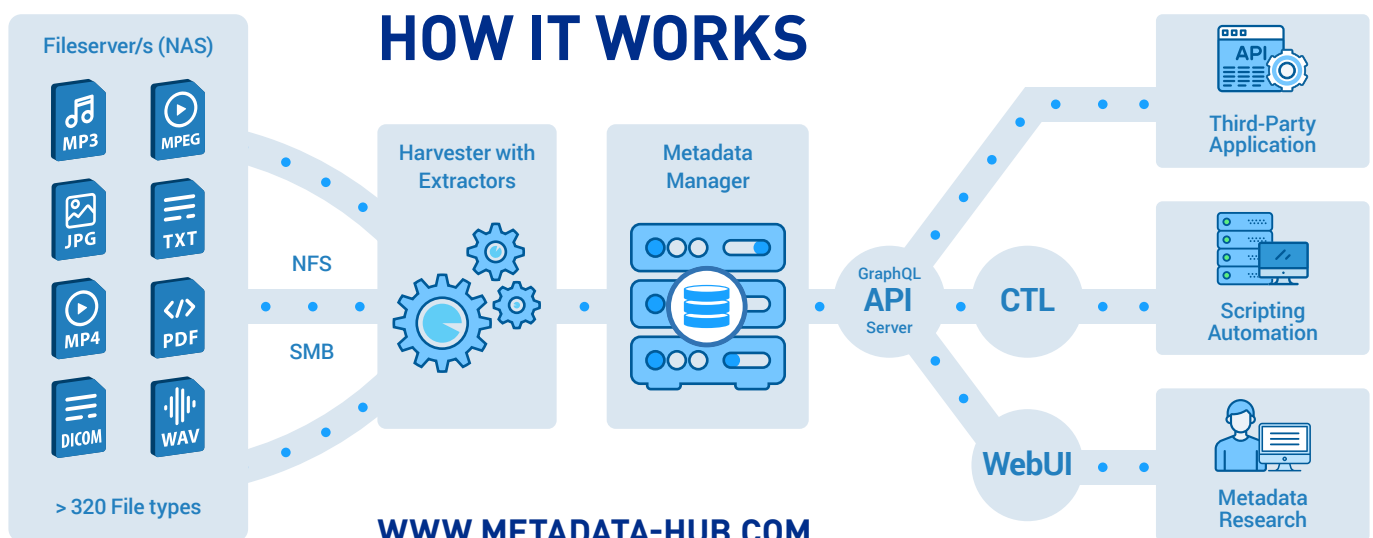 HOW IT WORKS
Fileserver/s (NAS)
MP3
MPEG
JPG
TXT
MP4
</>
PDF
DICOM
WAV
> 320 File types
NFS
SMB
Harvester with
Extractors
Metadata
Manager
GraphQL
API
Server
CTL
WebUI
API
Third-Party
Application
Scripting
Automation
Metadata
Research
WWW.METADATA-HUB.COM